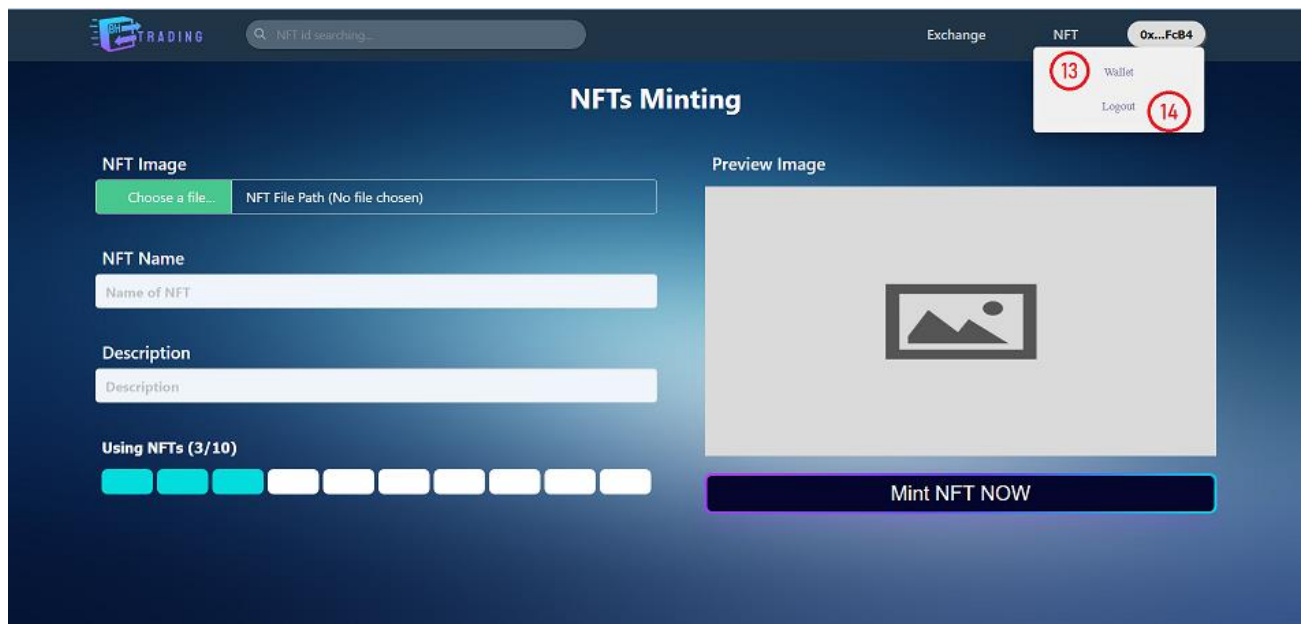 BH
TRADING
NFT id searching...
Exchange
NFT
0x...FcB4
13
Wallet
Logout
14
NFTs Minting
NFT Image
Choose a file...
NFT File Path (No file chosen)
NFT Name
Name of NFT
Description
Description
Using NFTs (3/10)
Preview Image
Mint NFT NOW